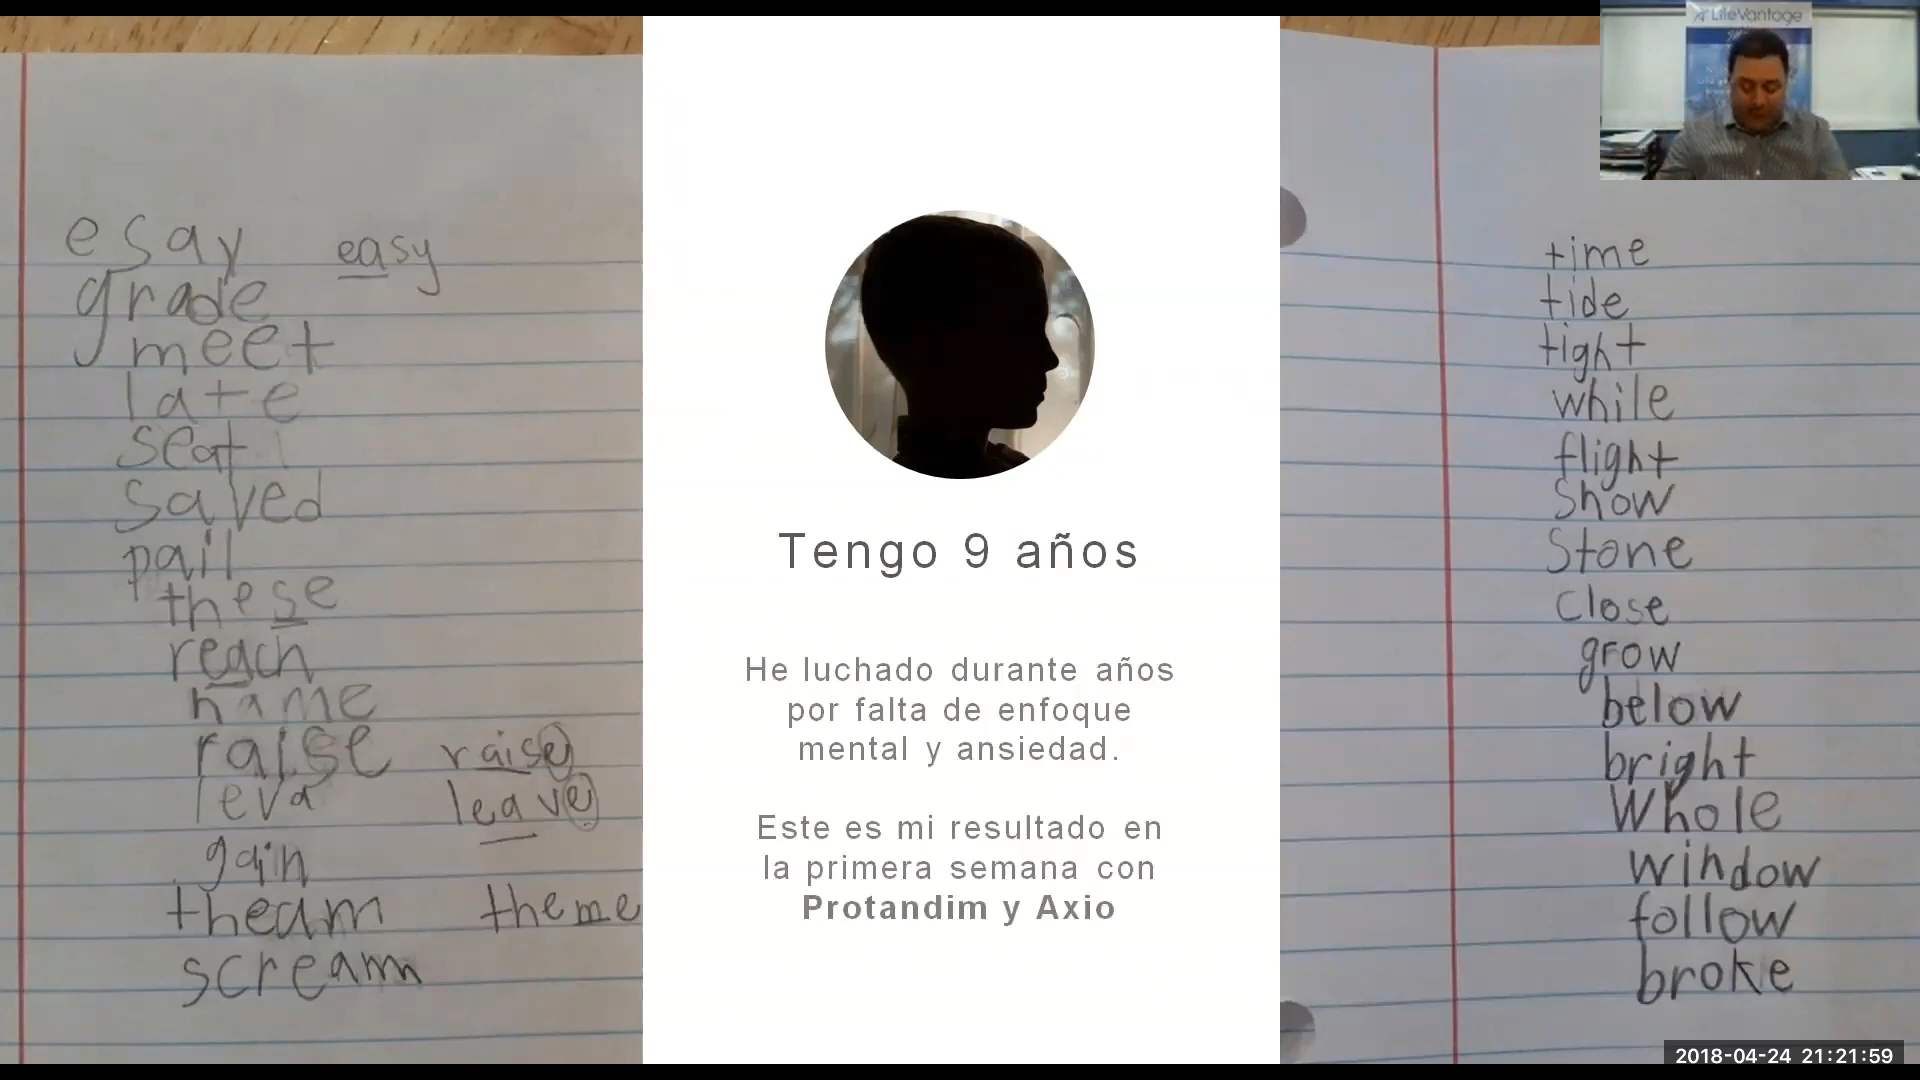 esay easy
grade
meet
late
seat
saved
pail
these
reach
name
raise raise
leva leave
gain
theam theme
scream
Tengo 9 años
He luchado durante años
por falta de enfoque
mental y ansiedad.
Este es mi resultado en
la primera semana con
Protandim y Axio
LifeVantage
time
tide
tight
while
flight
show
Stone
close
grow
below
bright
whole
window
follow
broke
2018-04-24 21:21:59